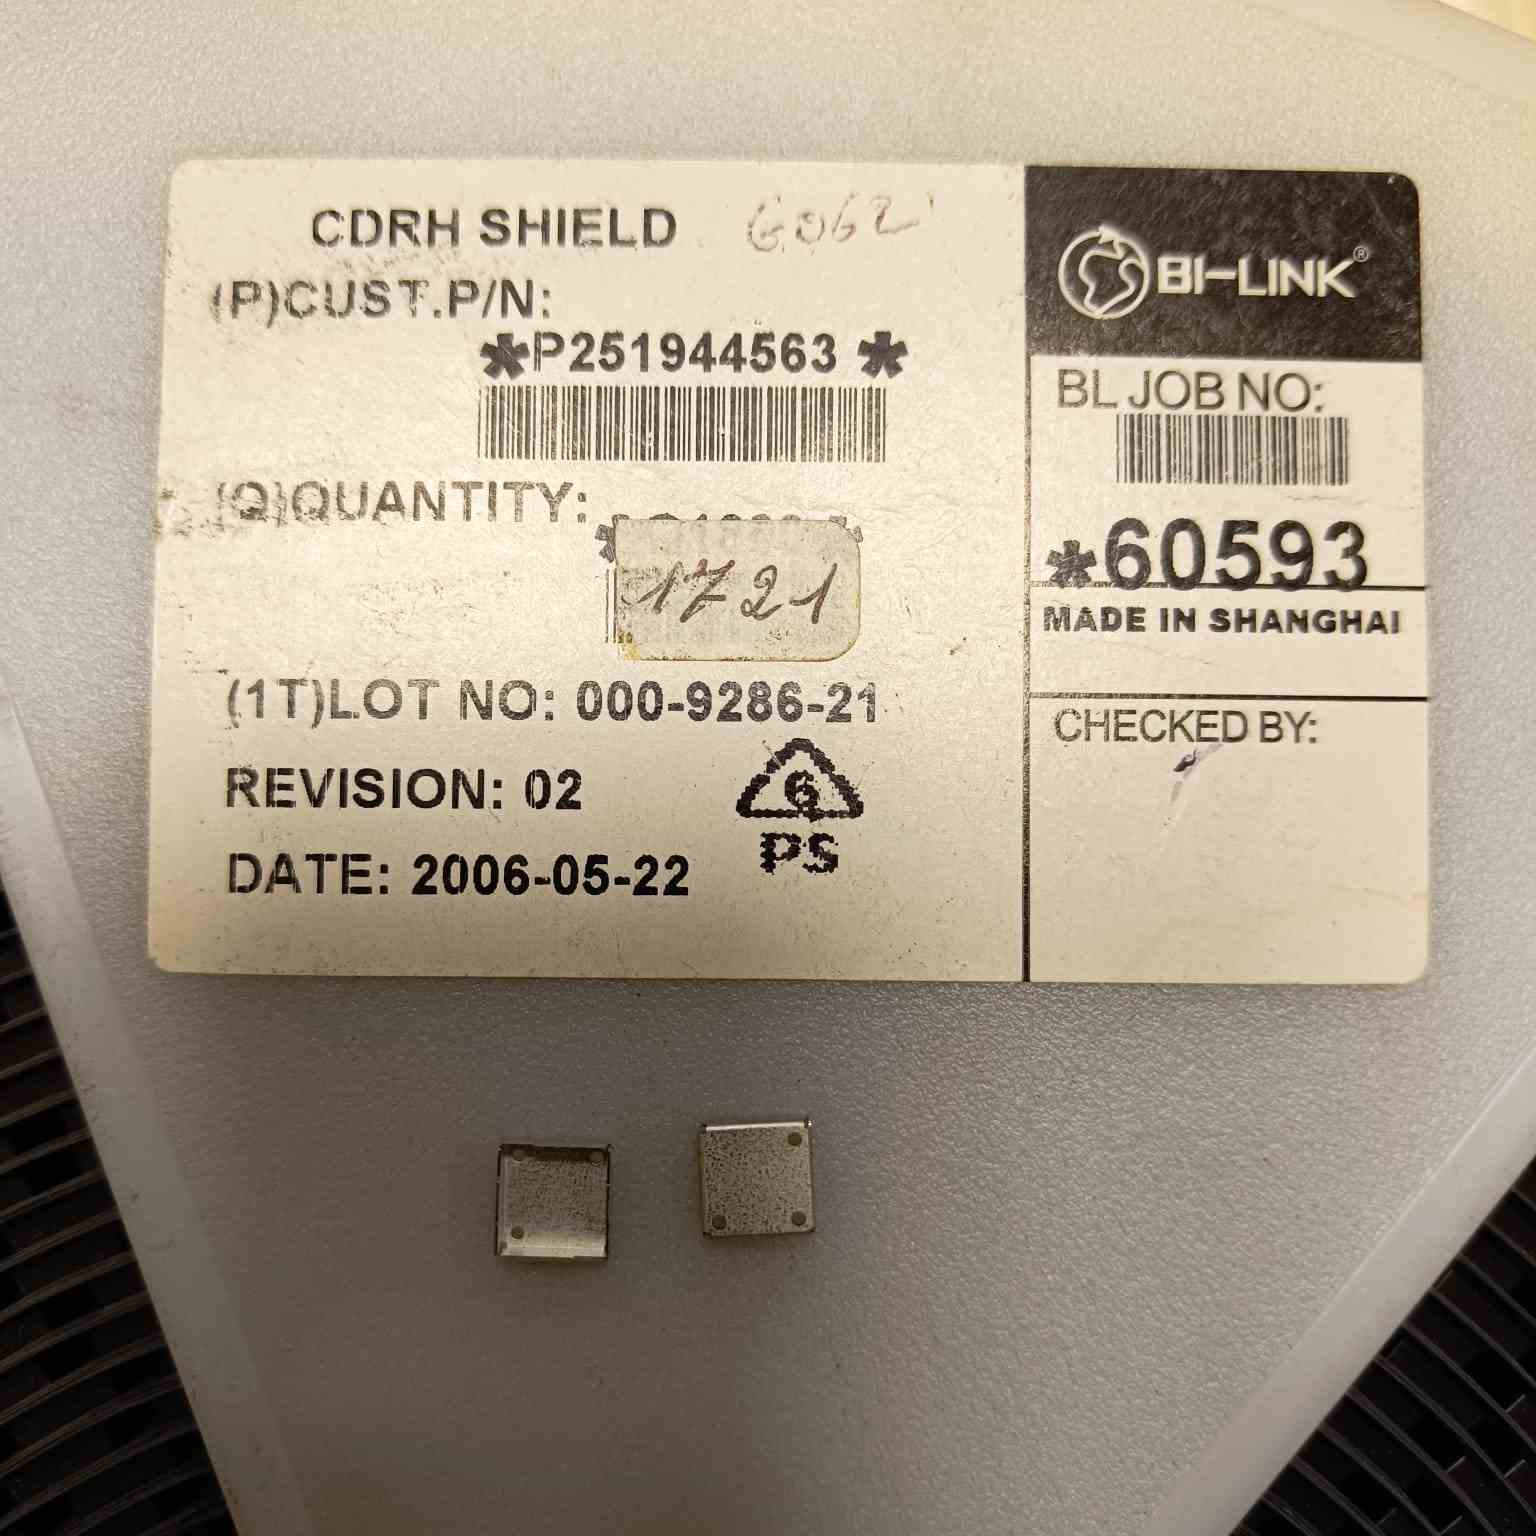 CDRH SHIELD G062
(P)CUST.P/N:
*P251944563*
(Q)QUANTITY:
1721
(1T)LOT NO: 000-9286-21
REVISION: 02
6
PS
DATE: 2006-05-22
BI-LINK®
BL JOB NO:
*60593
MADE IN SHANGHAI
CHECKED BY: